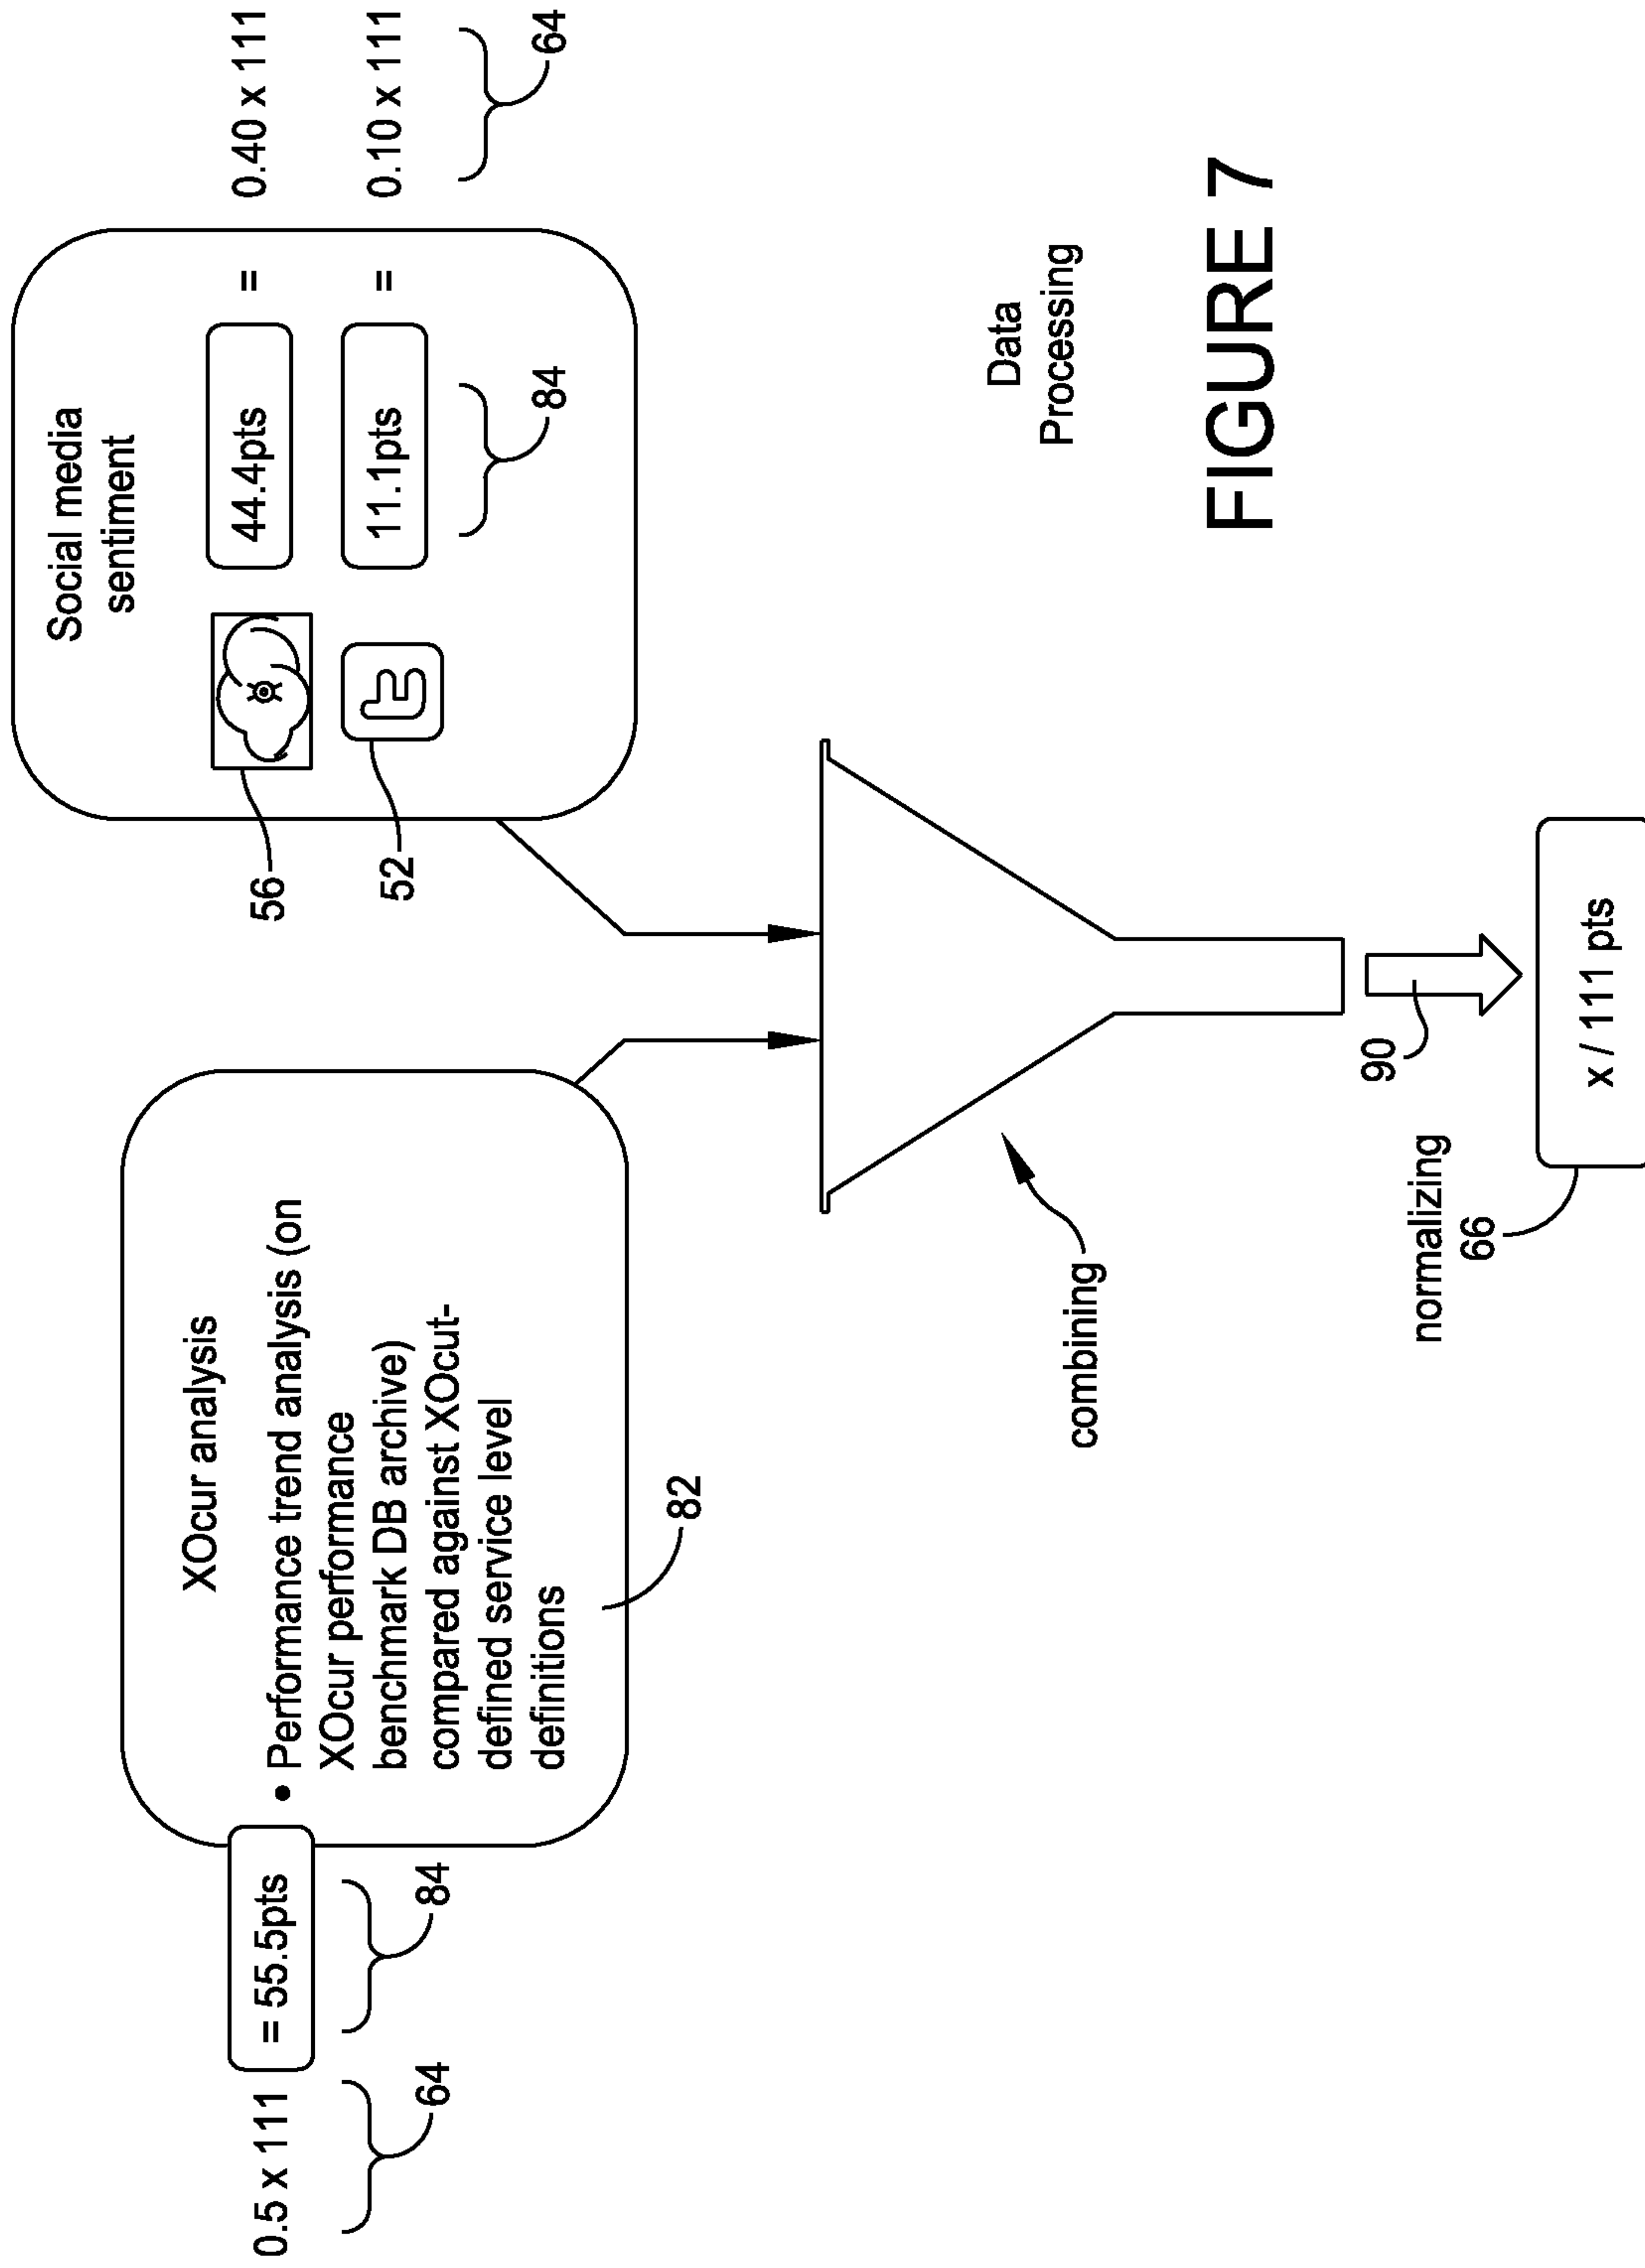 XOcur analysis
0.5 x 111
= 55.5pts
• Performance trend analysis (on
XOcur performance
benchmark DB archive)
compared against XOcut-
defined service level
definitions
64
84
82
Social media
sentiment
56
44.4pts
=
0.40 x 111
52
t
11.1pts
=
0.10 x 111
84
64
combining
Data
Processing
normalizing
90
66
x / 111 pts
FIGURE 7